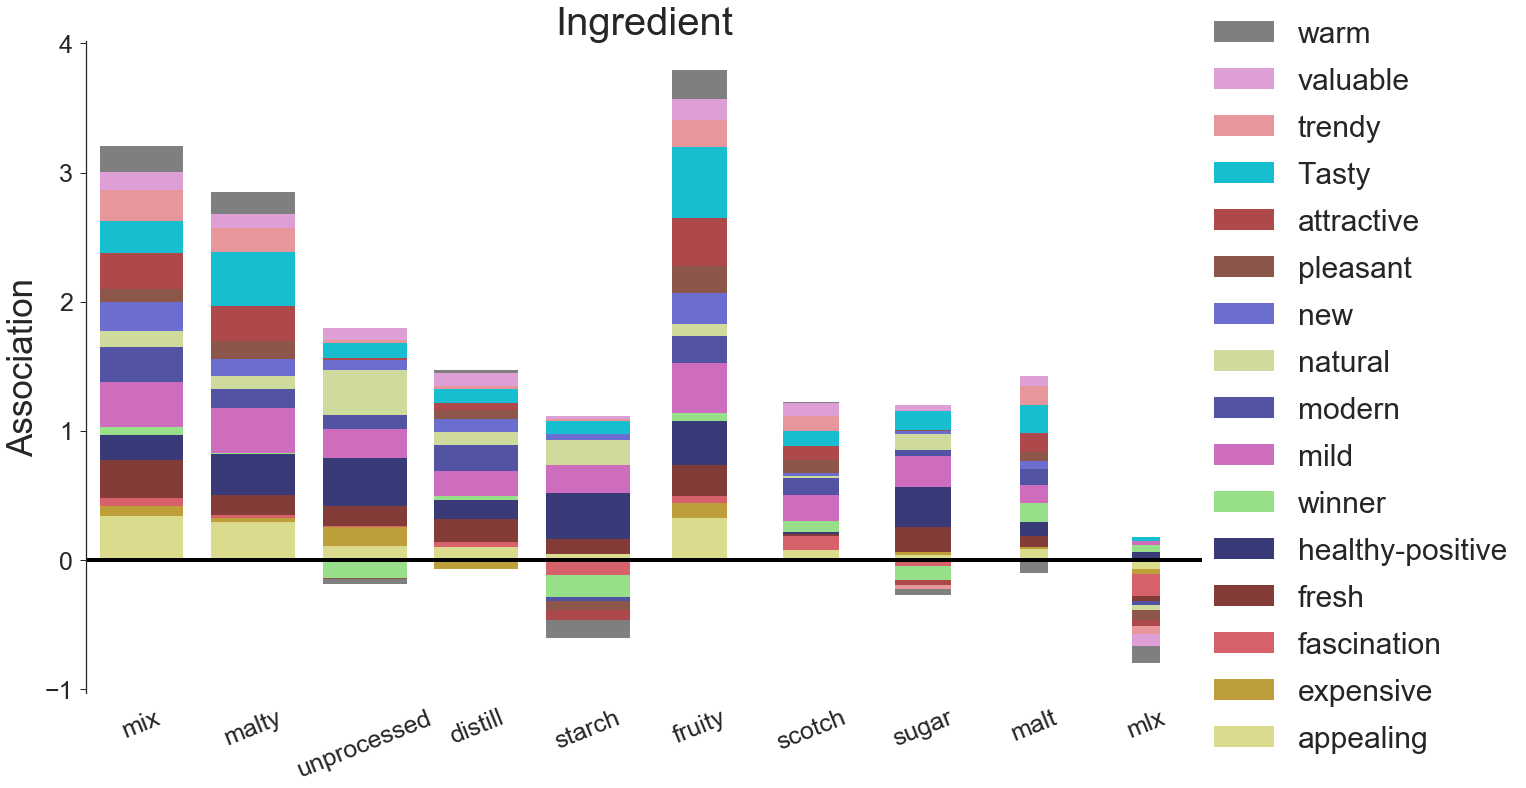 Ingredient
Association
4
3
2
1
0
−1
mix
malty
unprocessed
distill
starch
fruity
scotch
sugar
malt
mlx
warm
valuable
trendy
Tasty
attractive
pleasant
new
natural
modern
mild
winner
healthy-positive
fresh
fascination
expensive
appealing